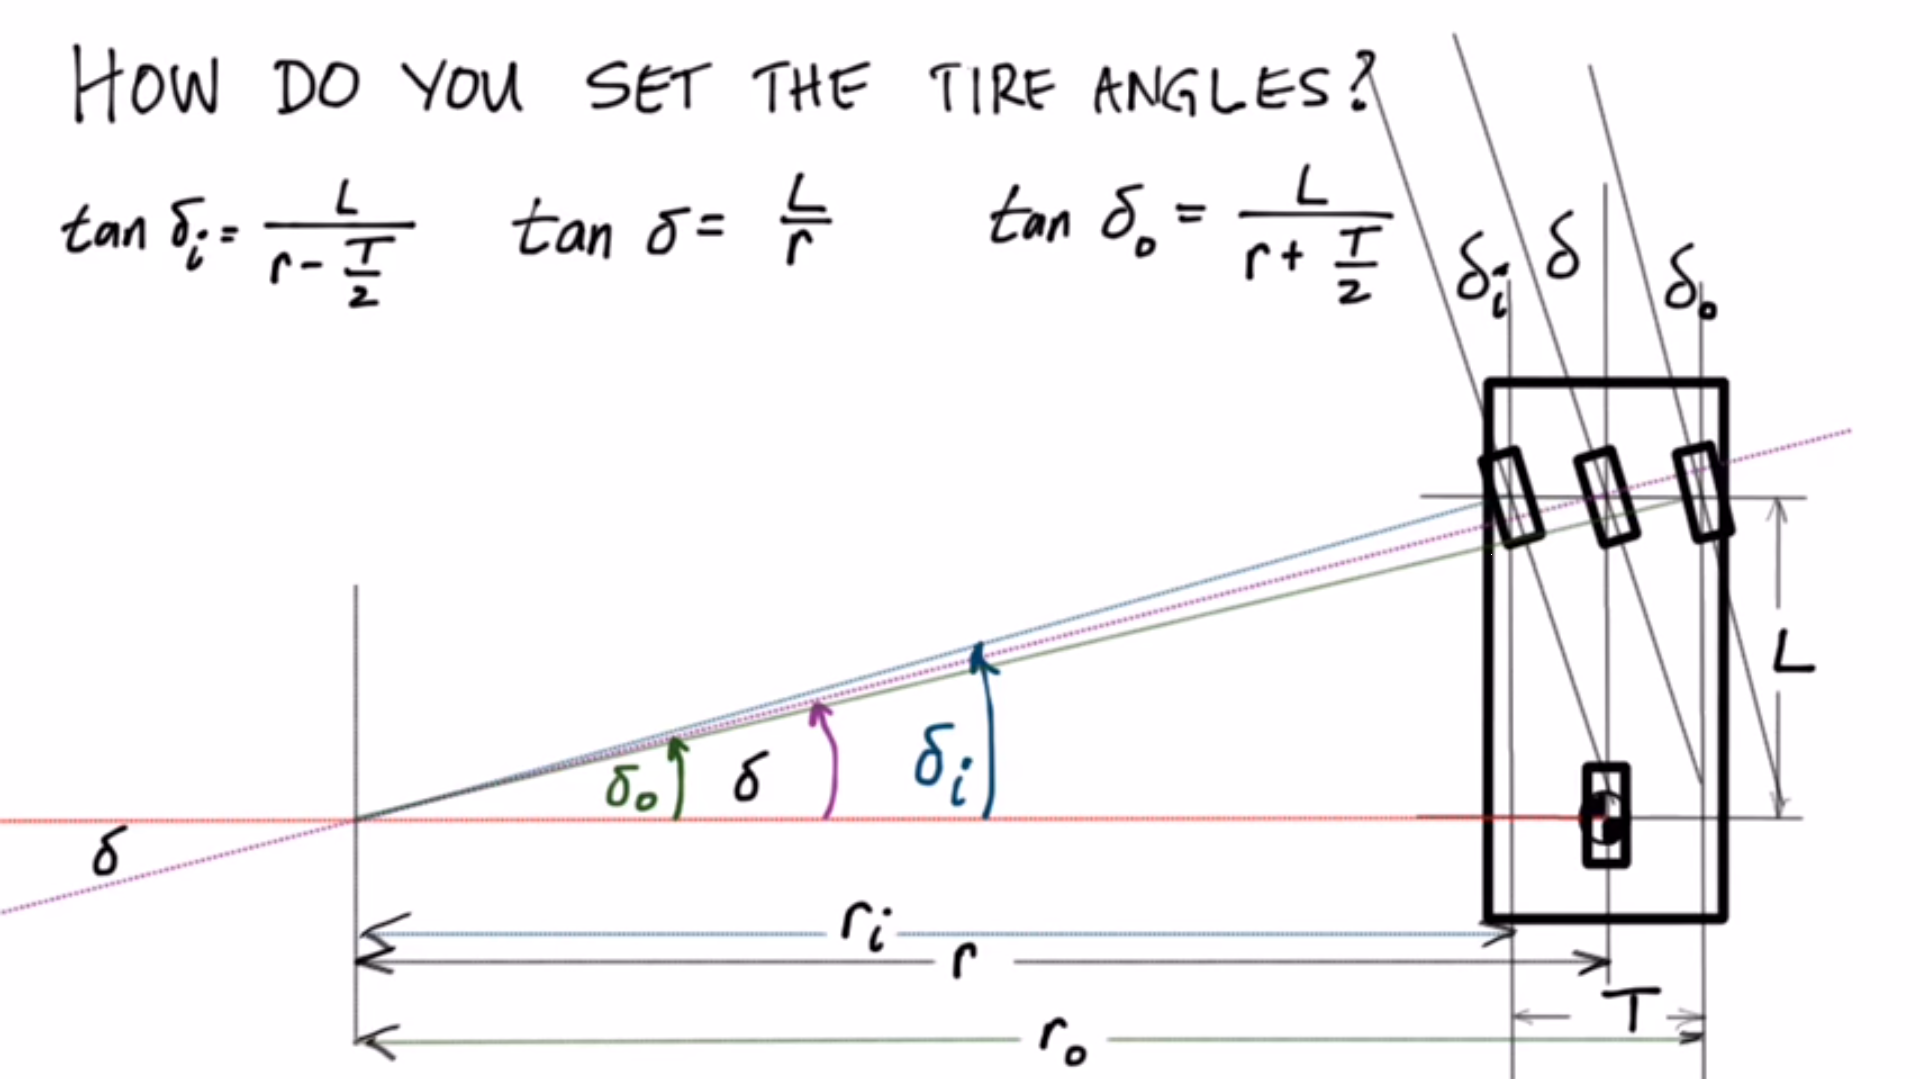 HOW DO YOU SET THE TIRE ANGLES?
tan δi = L / (r - T/2)
tan δ = L / r
tan δo = L / (r + T/2)
δi
δ
δo
L
δo
δ
δi
δ
ri
r
T
ro